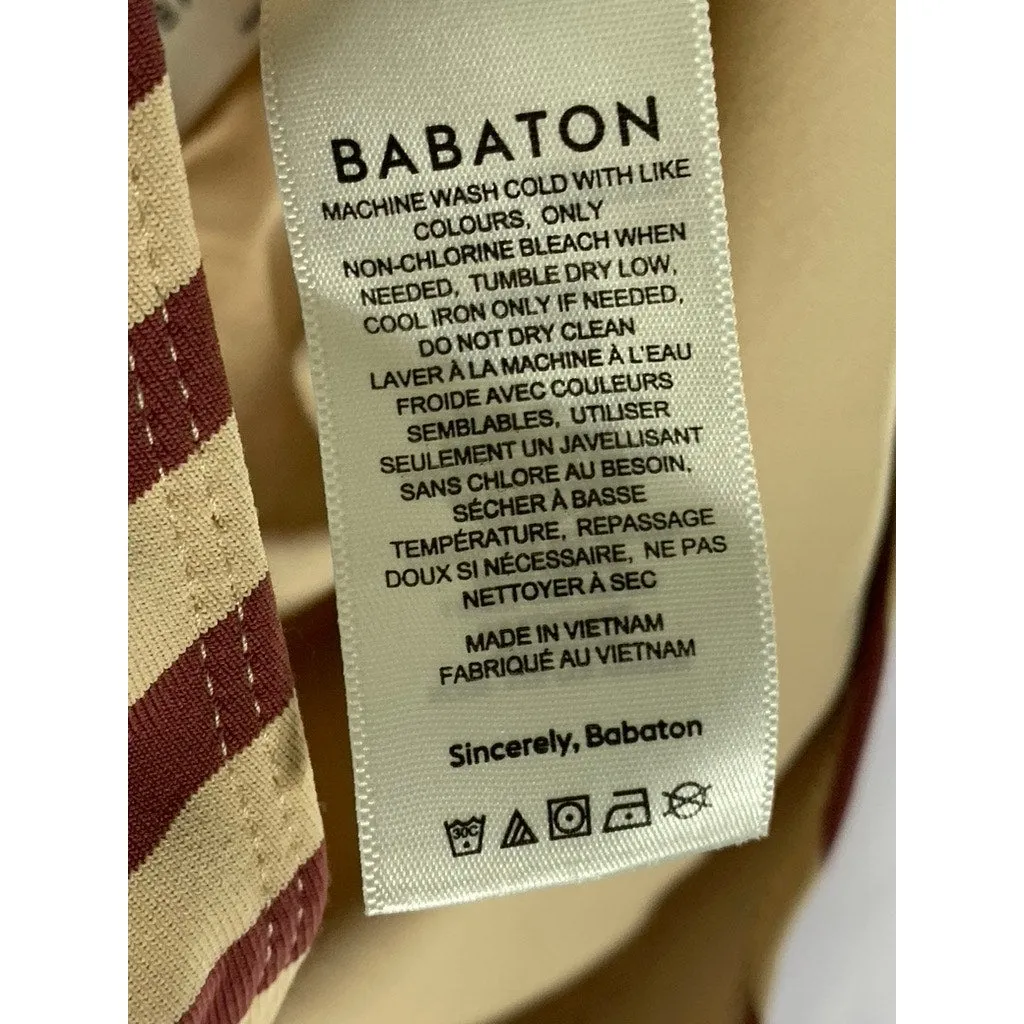 BABATON
MACHINE WASH COLD WITH LIKE
COLOURS, ONLY
NON-CHLORINE BLEACH WHEN
NEEDED, TUMBLE DRY LOW,
COOL IRON ONLY IF NEEDED,
DO NOT DRY CLEAN
LAVER À LA MACHINE À L'EAU
FROIDE AVEC COULEURS
SEMBLABLES, UTILISER
SEULEMENT UN JAVELLISANT
SANS CHLORE AU BESOIN,
SÉCHER À BASSE
TEMPÉRATURE, REPASSAGE
DOUX SI NÉCESSAIRE, NE PAS
NETTOYER À SEC
MADE IN VIETNAM
FABRIQUÉ AU VIETNAM
Sincerely, Babaton
30C